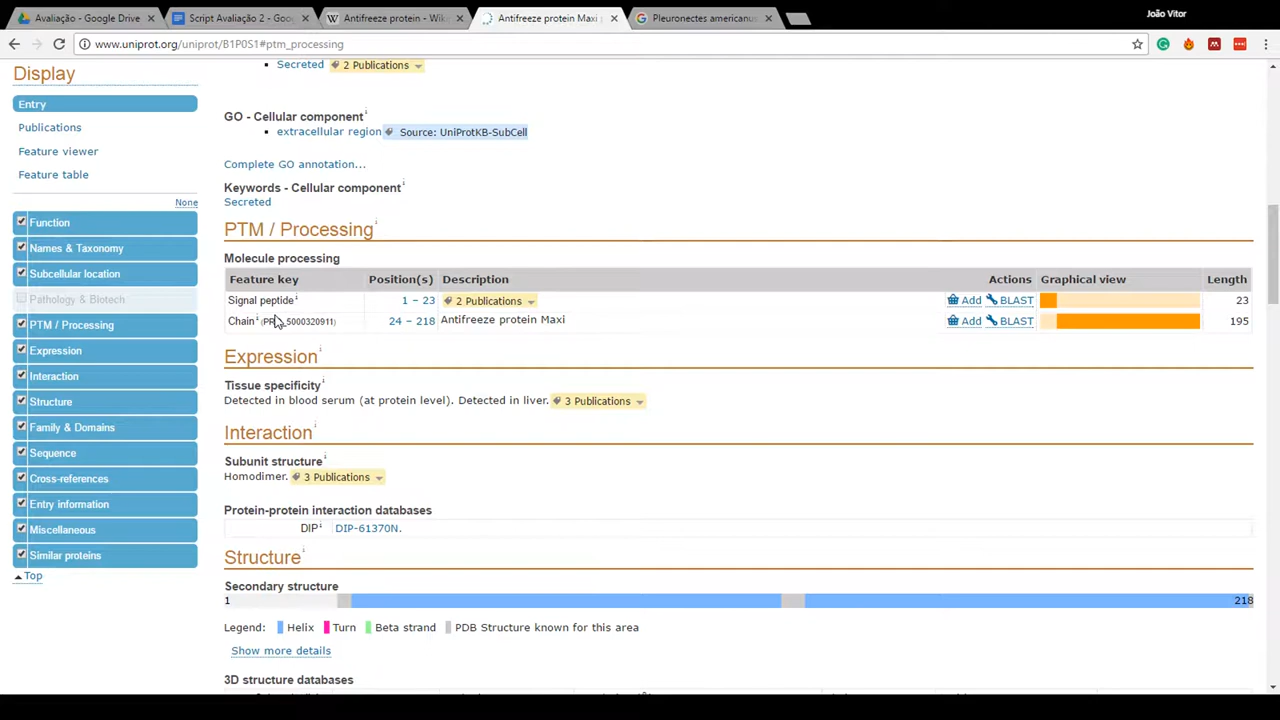 João Vitor
Avaliação - Google Drive
Script Avaliação 2 - Goo
Antifreeze protein - Wik
Antifreeze protein Maxi
Pleuronectes americanus
www.uniprot.org/uniprot/B1P0S1#ptm_processing
Display
Entry
Publications
Feature viewer
Feature table
None
Function
Names & Taxonomy
Subcellular location
Pathology & Biotech
PTM / Processing
Expression
Interaction
Structure
Family & Domains
Sequence
Cross-references
Entry information
Miscellaneous
Similar proteins
Top
Secreted 2 Publications
GO - Cellular component i
extracellular region Source: UniProtKB-SubCell
Complete GO annotation...
Keywords - Cellular component i
Secreted
PTM / Processing i
Molecule processing
Feature key Position(s) Description Actions Graphical view Length
Signal peptide i 1 – 23 2 Publications Add BLAST 23
Chain i 24 – 218 Antifreeze protein Maxi Add BLAST 195
Expression i
Tissue specificity i
Detected in blood serum (at protein level). Detected in liver. 3 Publications
Interaction i
Subunit structure i
Homodimer. 3 Publications
Protein-protein interaction databases
DIP i DIP-61370N.
Structure i
Secondary structure
1 218
Legend: Helix Turn Beta strand PDB Structure known for this area
Show more details
3D structure databases